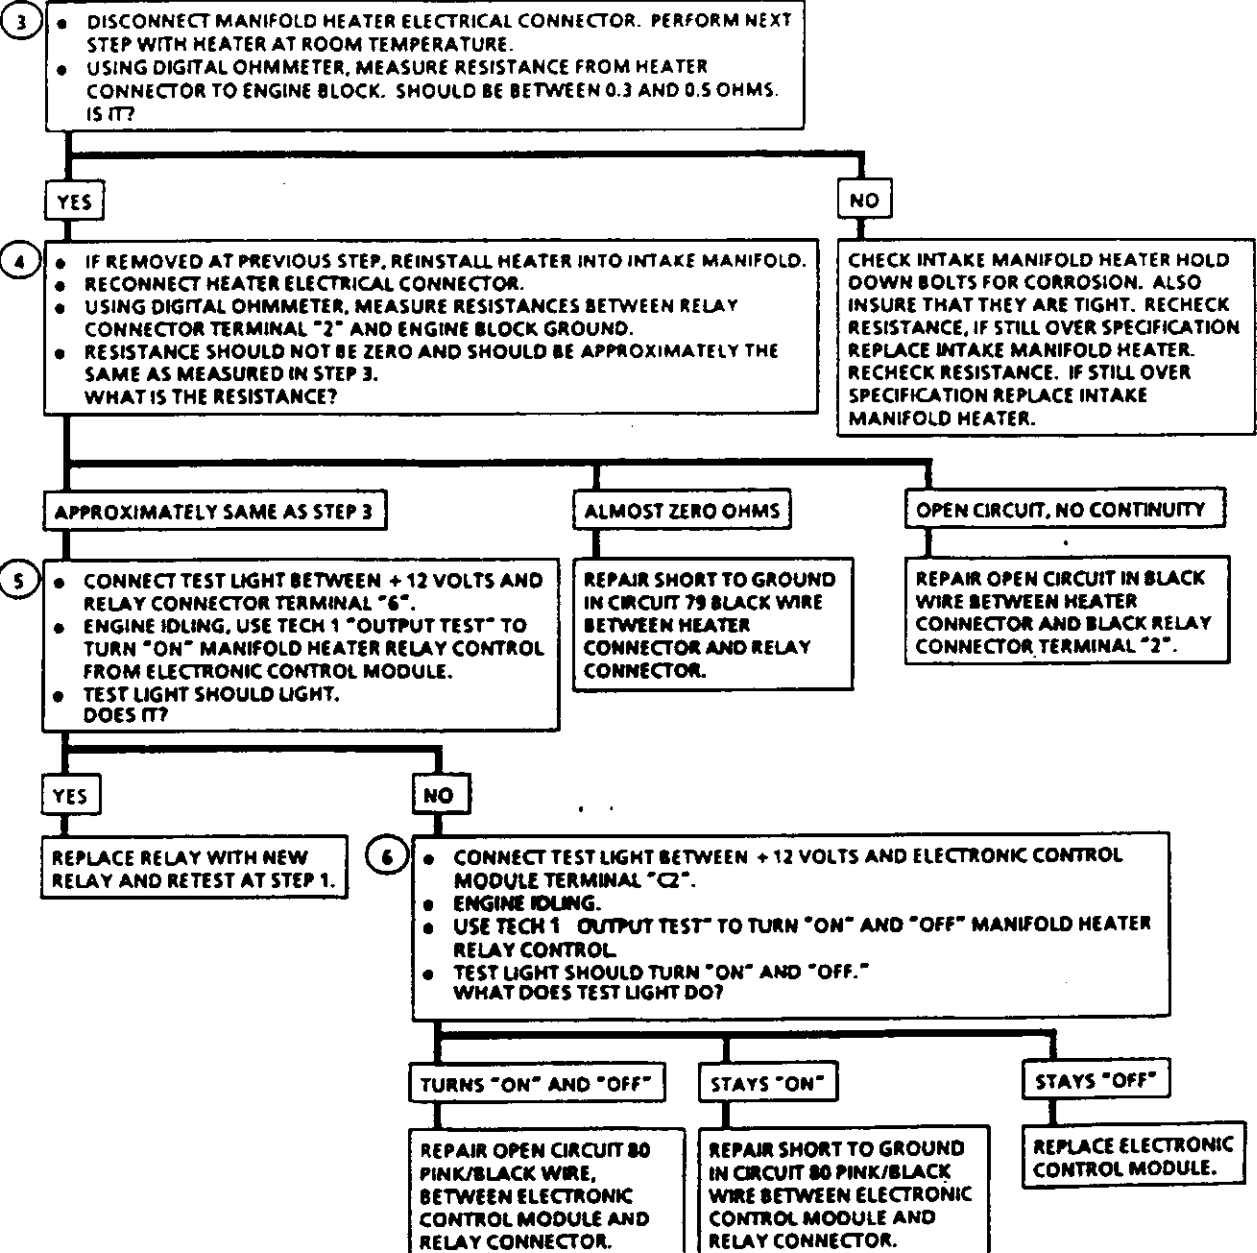 3
• DISCONNECT MANIFOLD HEATER ELECTRICAL CONNECTOR. PERFORM NEXT
STEP WITH HEATER AT ROOM TEMPERATURE.
• USING DIGITAL OHMMETER, MEASURE RESISTANCE FROM HEATER
CONNECTOR TO ENGINE BLOCK. SHOULD BE BETWEEN 0.3 AND 0.5 OHMS.
IS IT?
YES
NO
4
• IF REMOVED AT PREVIOUS STEP, REINSTALL HEATER INTO INTAKE MANIFOLD.
• RECONNECT HEATER ELECTRICAL CONNECTOR.
• USING DIGITAL OHMMETER, MEASURE RESISTANCES BETWEEN RELAY
CONNECTOR TERMINAL "2" AND ENGINE BLOCK GROUND.
• RESISTANCE SHOULD NOT BE ZERO AND SHOULD BE APPROXIMATELY THE
SAME AS MEASURED IN STEP 3.
WHAT IS THE RESISTANCE?
CHECK INTAKE MANIFOLD HEATER HOLD
DOWN BOLTS FOR CORROSION. ALSO
INSURE THAT THEY ARE TIGHT. RECHECK
RESISTANCE, IF STILL OVER SPECIFICATION
REPLACE INTAKE MANIFOLD HEATER.
RECHECK RESISTANCE. IF STILL OVER
SPECIFICATION REPLACE INTAKE
MANIFOLD HEATER.
APPROXIMATELY SAME AS STEP 3
ALMOST ZERO OHMS
OPEN CIRCUIT, NO CONTINUITY
5
• CONNECT TEST LIGHT BETWEEN + 12 VOLTS AND
RELAY CONNECTOR TERMINAL "6".
• ENGINE IDLING, USE TECH 1 "OUTPUT TEST" TO
TURN "ON" MANIFOLD HEATER RELAY CONTROL
FROM ELECTRONIC CONTROL MODULE.
• TEST LIGHT SHOULD LIGHT.
DOES IT?
REPAIR SHORT TO GROUND
IN CIRCUIT 79 BLACK WIRE
BETWEEN HEATER
CONNECTOR AND RELAY
CONNECTOR.
REPAIR OPEN CIRCUIT IN BLACK
WIRE BETWEEN HEATER
CONNECTOR AND BLACK RELAY
CONNECTOR TERMINAL "2".
YES
NO
REPLACE RELAY WITH NEW
RELAY AND RETEST AT STEP 1.
6
• CONNECT TEST LIGHT BETWEEN + 12 VOLTS AND ELECTRONIC CONTROL
MODULE TERMINAL "C2".
• ENGINE IDLING.
• USE TECH 1 OUTPUT TEST" TO TURN "ON" AND "OFF" MANIFOLD HEATER
RELAY CONTROL
• TEST LIGHT SHOULD TURN "ON" AND "OFF."
WHAT DOES TEST LIGHT DO?
TURNS "ON" AND "OFF"
STAYS "ON"
STAYS "OFF"
REPAIR OPEN CIRCUIT 80
PINK/BLACK WIRE,
BETWEEN ELECTRONIC
CONTROL MODULE AND
RELAY CONNECTOR.
REPAIR SHORT TO GROUND
IN CIRCUIT 80 PINK/BLACK
WIRE BETWEEN ELECTRONIC
CONTROL MODULE AND
RELAY CONNECTOR.
REPLACE ELECTRONIC
CONTROL MODULE.